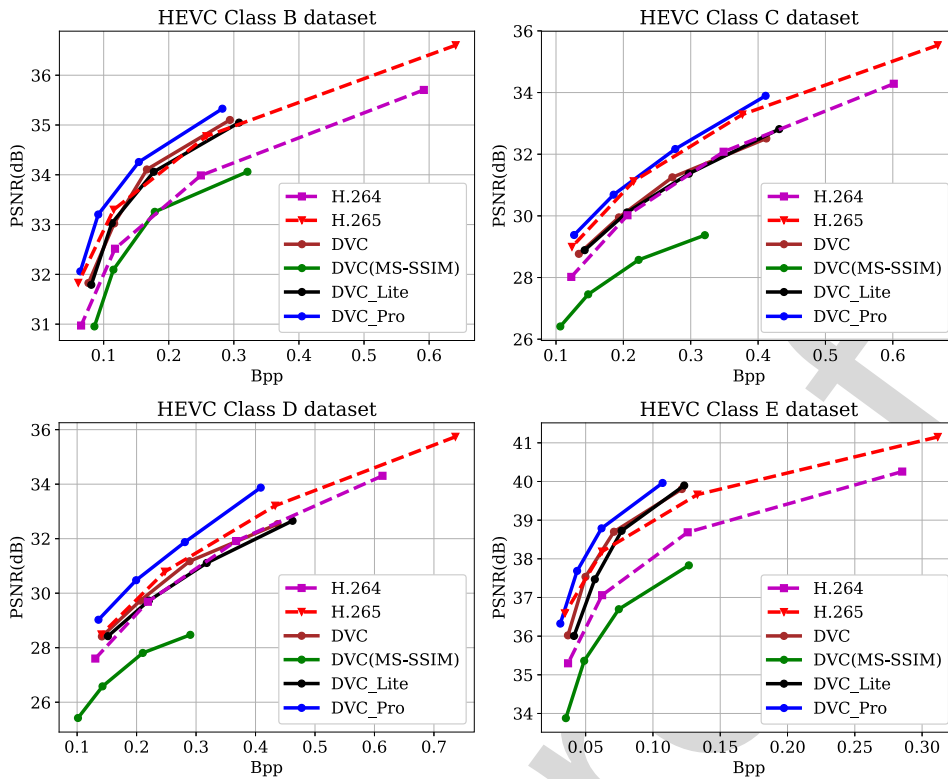 HEVC Class B dataset
PSNR(dB)
36
35
34
33
32
31
0.1 0.2 0.3 0.4 0.5 0.6
Bpp
H.264
H.265
DVC
DVC(MS-SSIM)
DVC_Lite
DVC_Pro
HEVC Class C dataset
PSNR(dB)
36
34
32
30
28
26
0.1 0.2 0.3 0.4 0.5 0.6
Bpp
H.264
H.265
DVC
DVC(MS-SSIM)
DVC_Lite
DVC_Pro
HEVC Class D dataset
PSNR(dB)
36
34
32
30
28
26
0.1 0.2 0.3 0.4 0.5 0.6 0.7
Bpp
H.264
H.265
DVC
DVC(MS-SSIM)
DVC_Lite
DVC_Pro
HEVC Class E dataset
PSNR(dB)
41
40
39
38
37
36
35
34
0.05 0.10 0.15 0.20 0.25 0.30
Bpp
H.264
H.265
DVC
DVC(MS-SSIM)
DVC_Lite
DVC_Pro